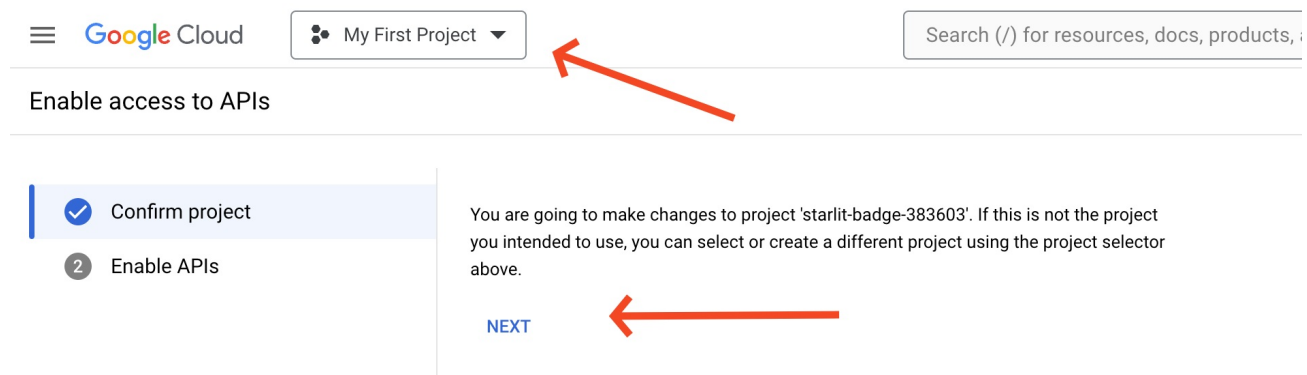 Google Cloud
My First Project
Search (/) for resources, docs, products,
Enable access to APIs
Confirm project
2 Enable APIs
You are going to make changes to project 'starlit-badge-383603'. If this is not the project
you intended to use, you can select or create a different project using the project selector
above.
NEXT